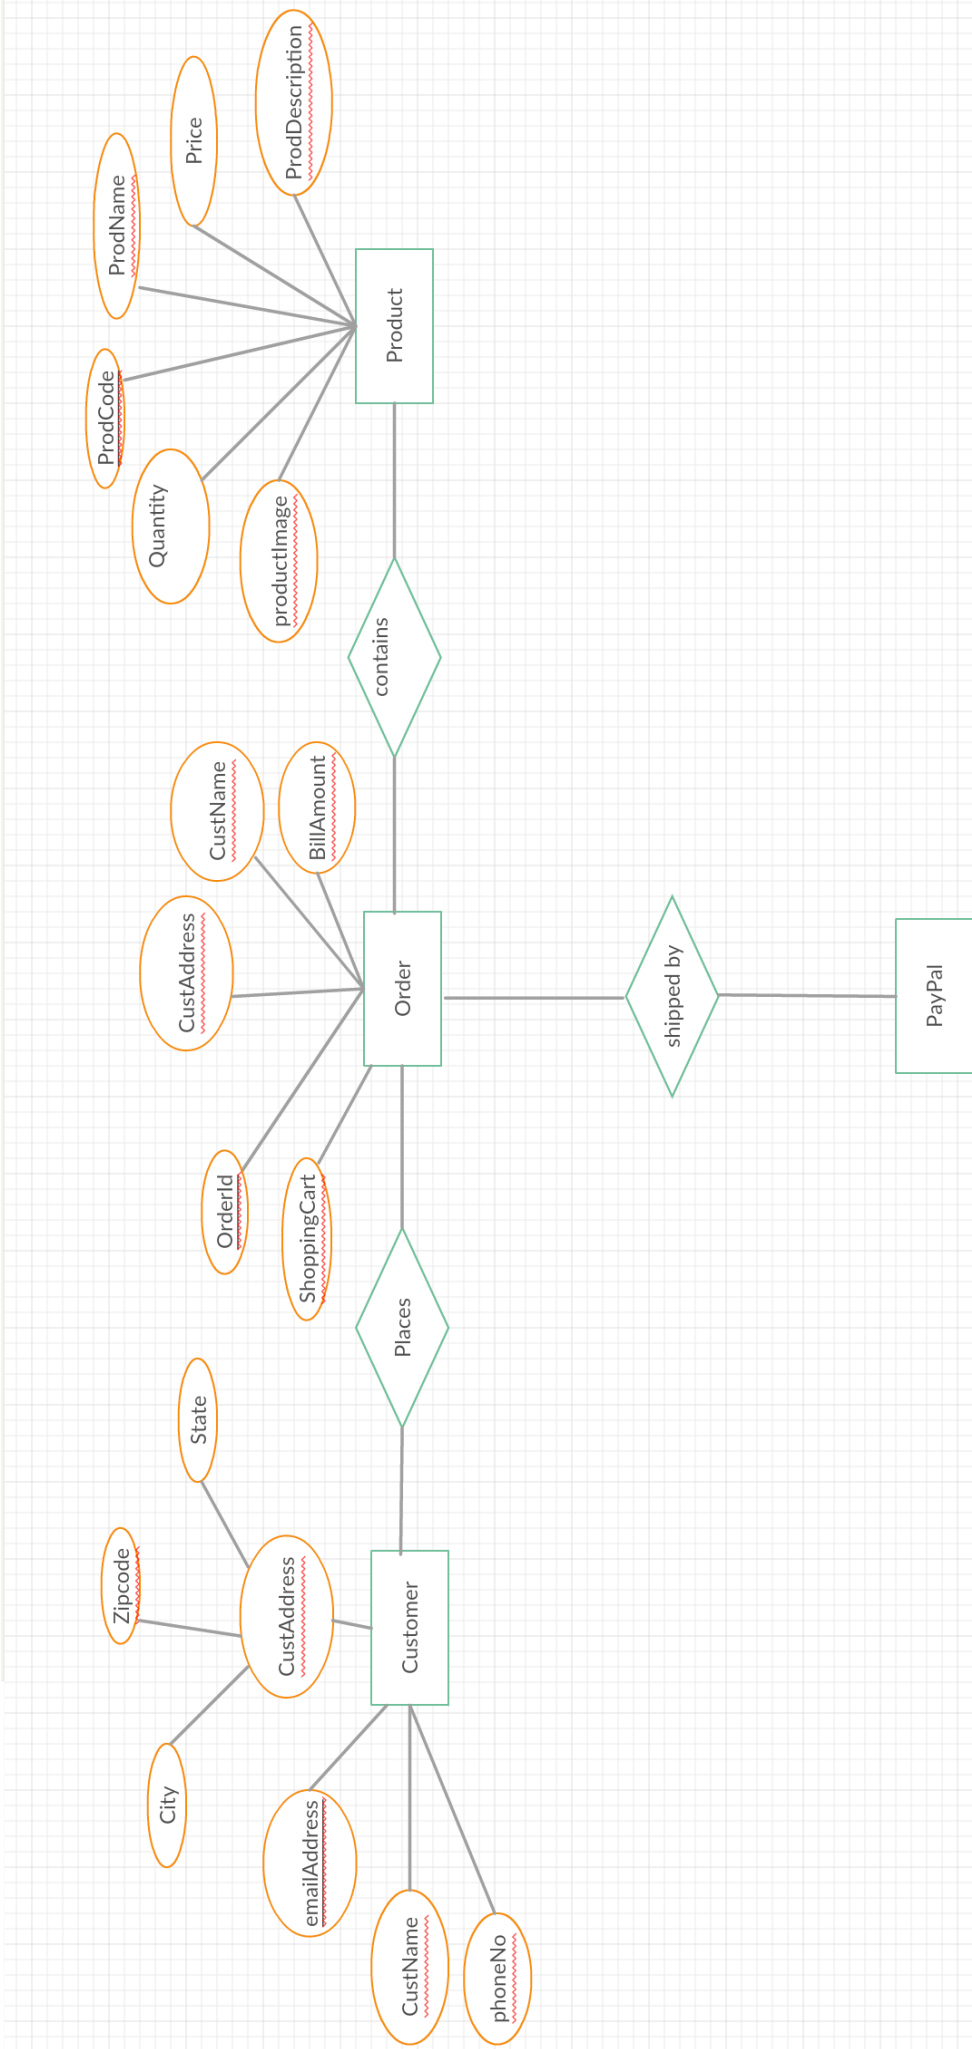 City
Zipcode
State
CustAddress
emailAddress
CustName
phoneNo
Customer
Places
OrderId
ShoppingCart
CustAddress
CustName
BillAmount
Order
contains
Quantity
productImage
ProdCode
ProdName
Price
ProdDescription
Product
shipped by
PayPal